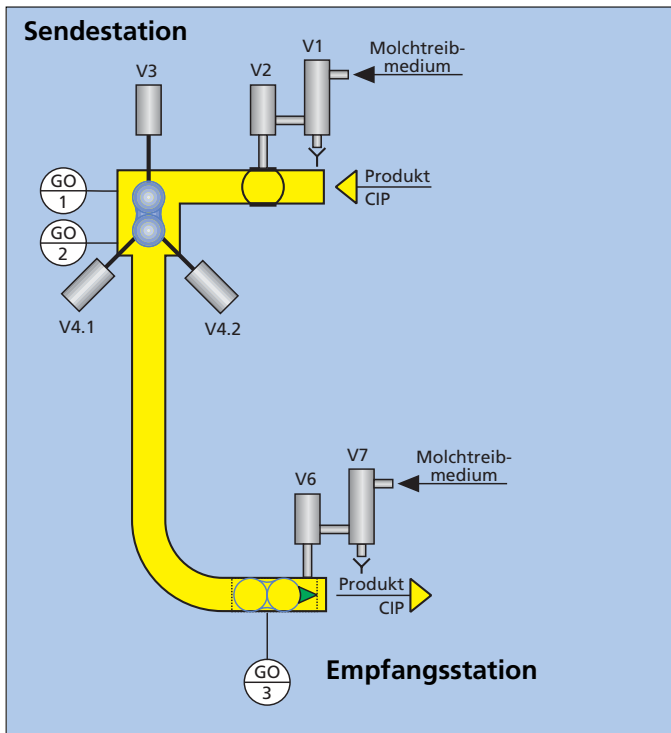 Sendestation
V1
Molchtreib-
medium
V3
V2
GO
1
Produkt
CIP
GO
2
V4.1
V4.2
V7
Molchtreib-
medium
V6
Produkt
CIP
GO
3
Empfangsstation